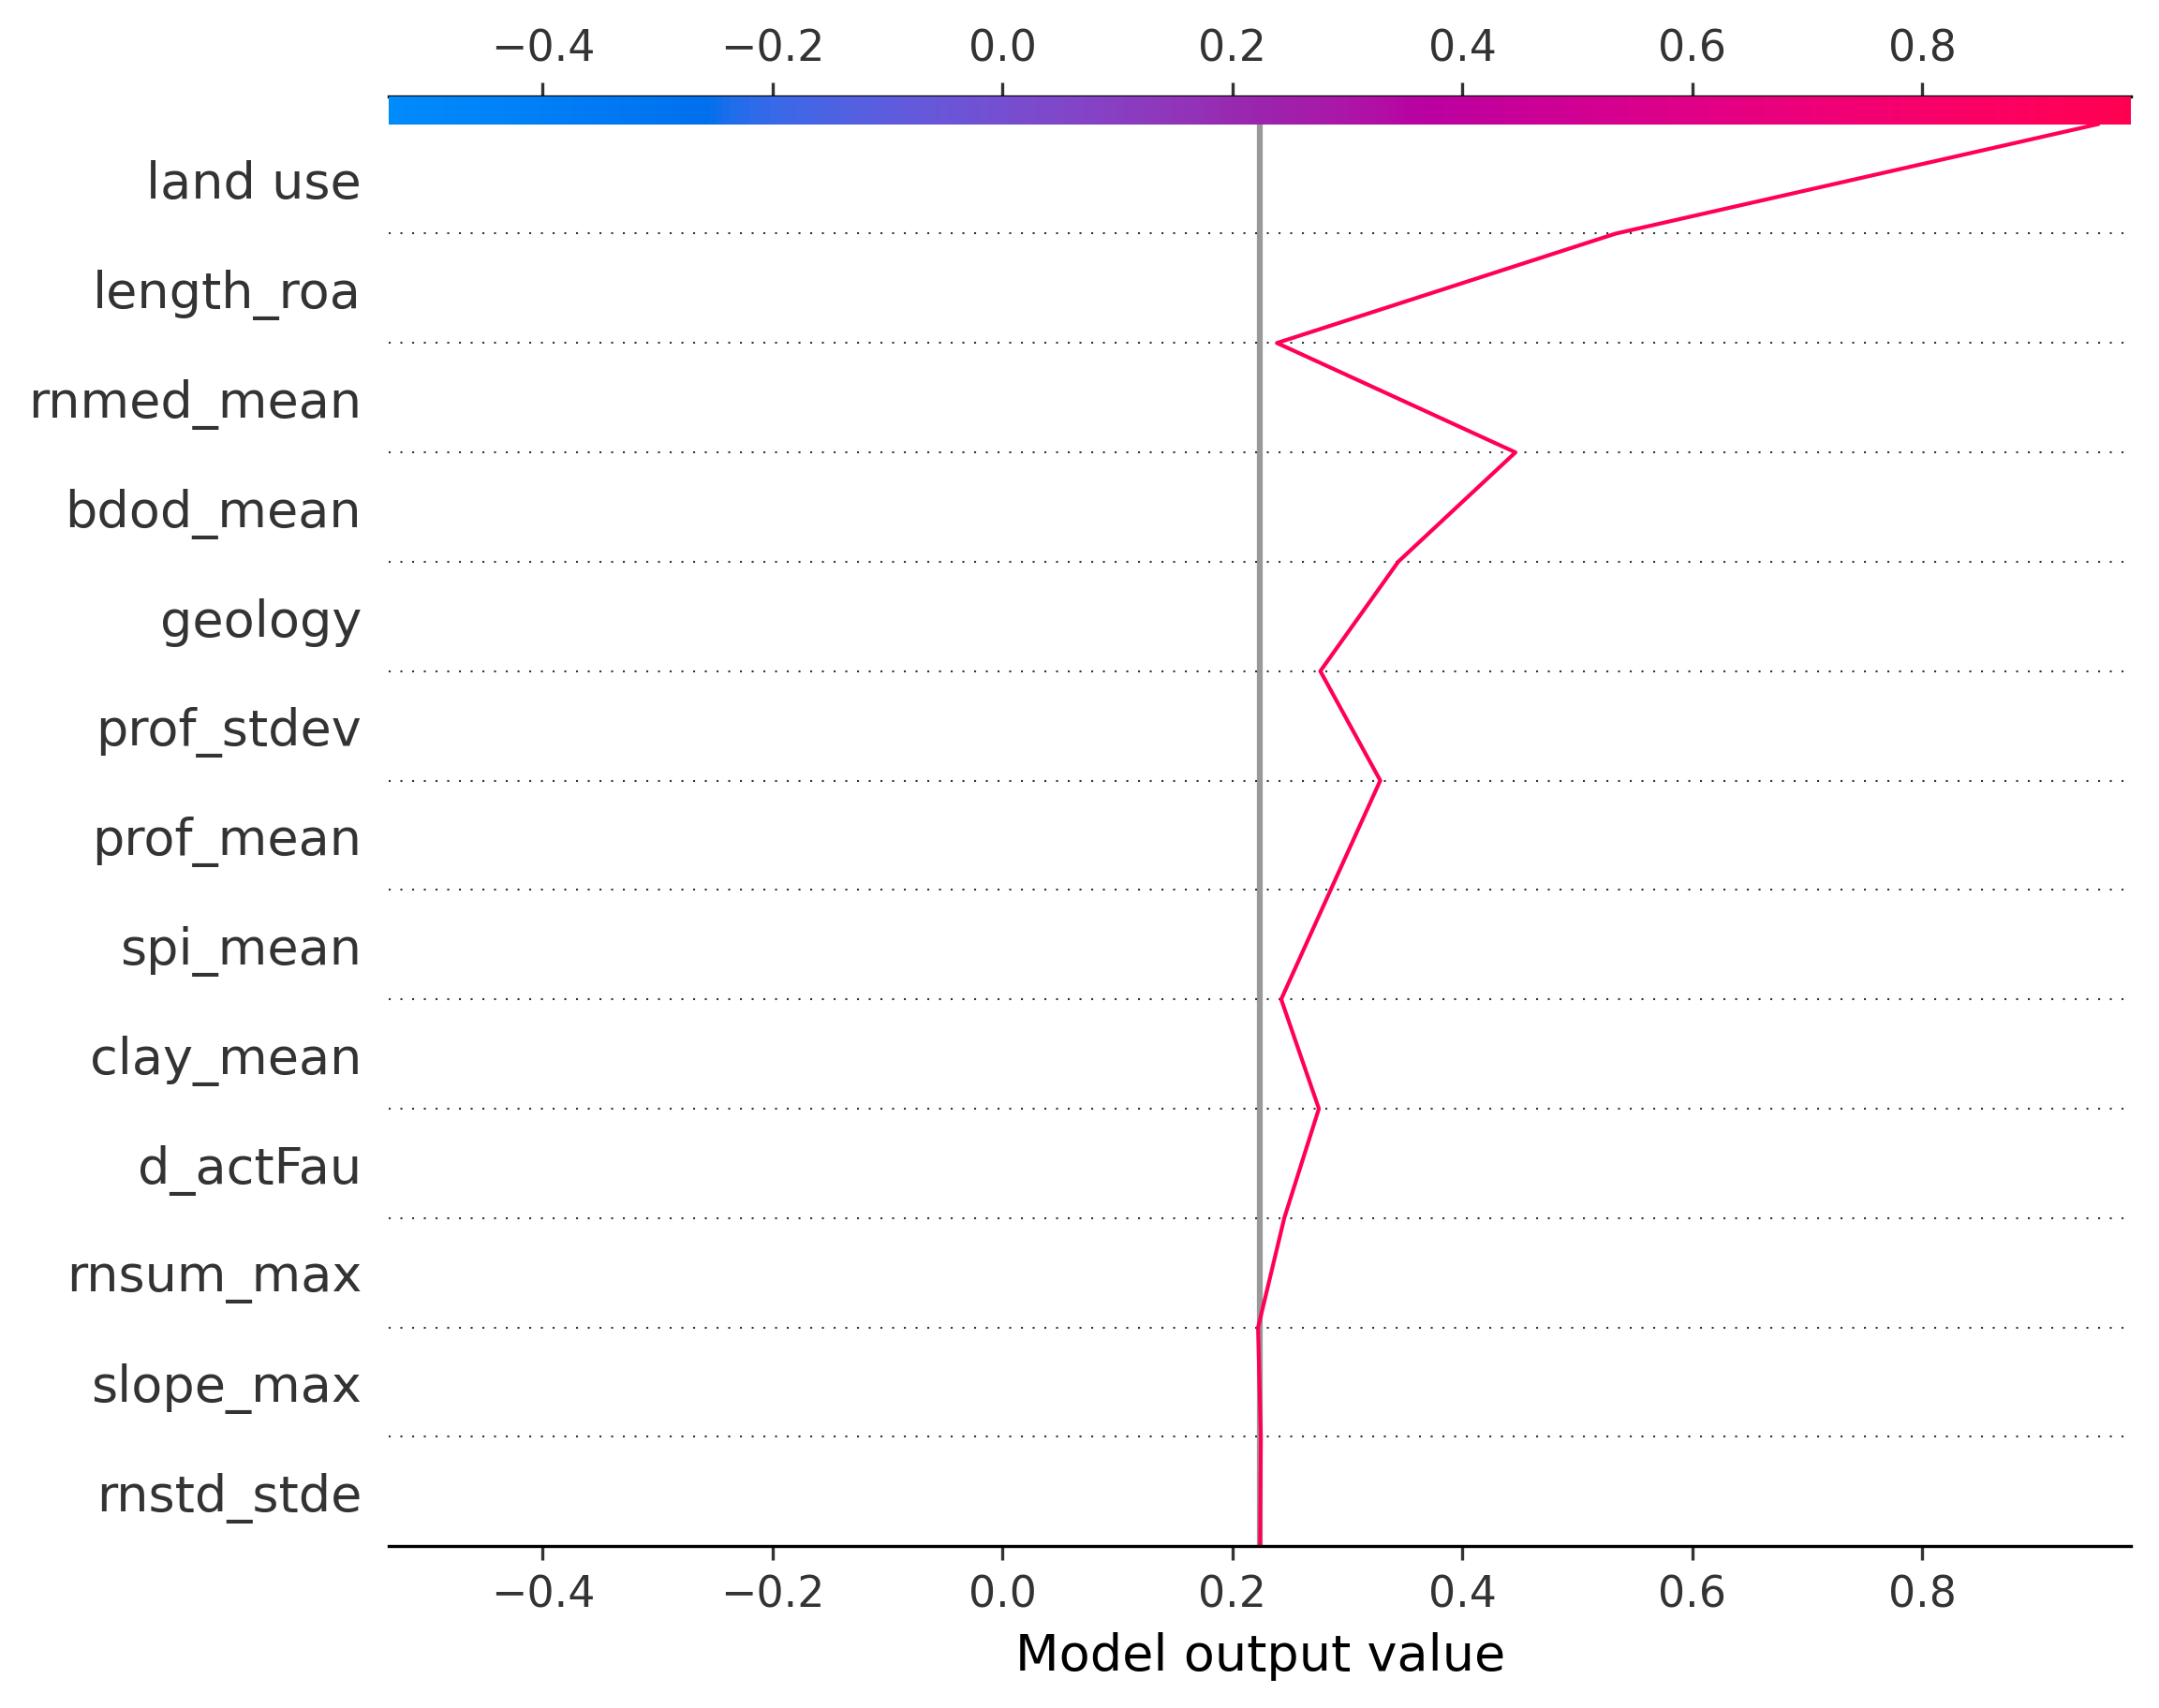 −0.4 −0.2 0.0 0.2 0.4 0.6 0.8
land use
length_roa
rnmed_mean
bdod_mean
geology
prof_stdev
prof_mean
spi_mean
clay_mean
d_actFau
rnsum_max
slope_max
rnstd_stde
−0.4 −0.2 0.0 0.2 0.4 0.6 0.8
Model output value